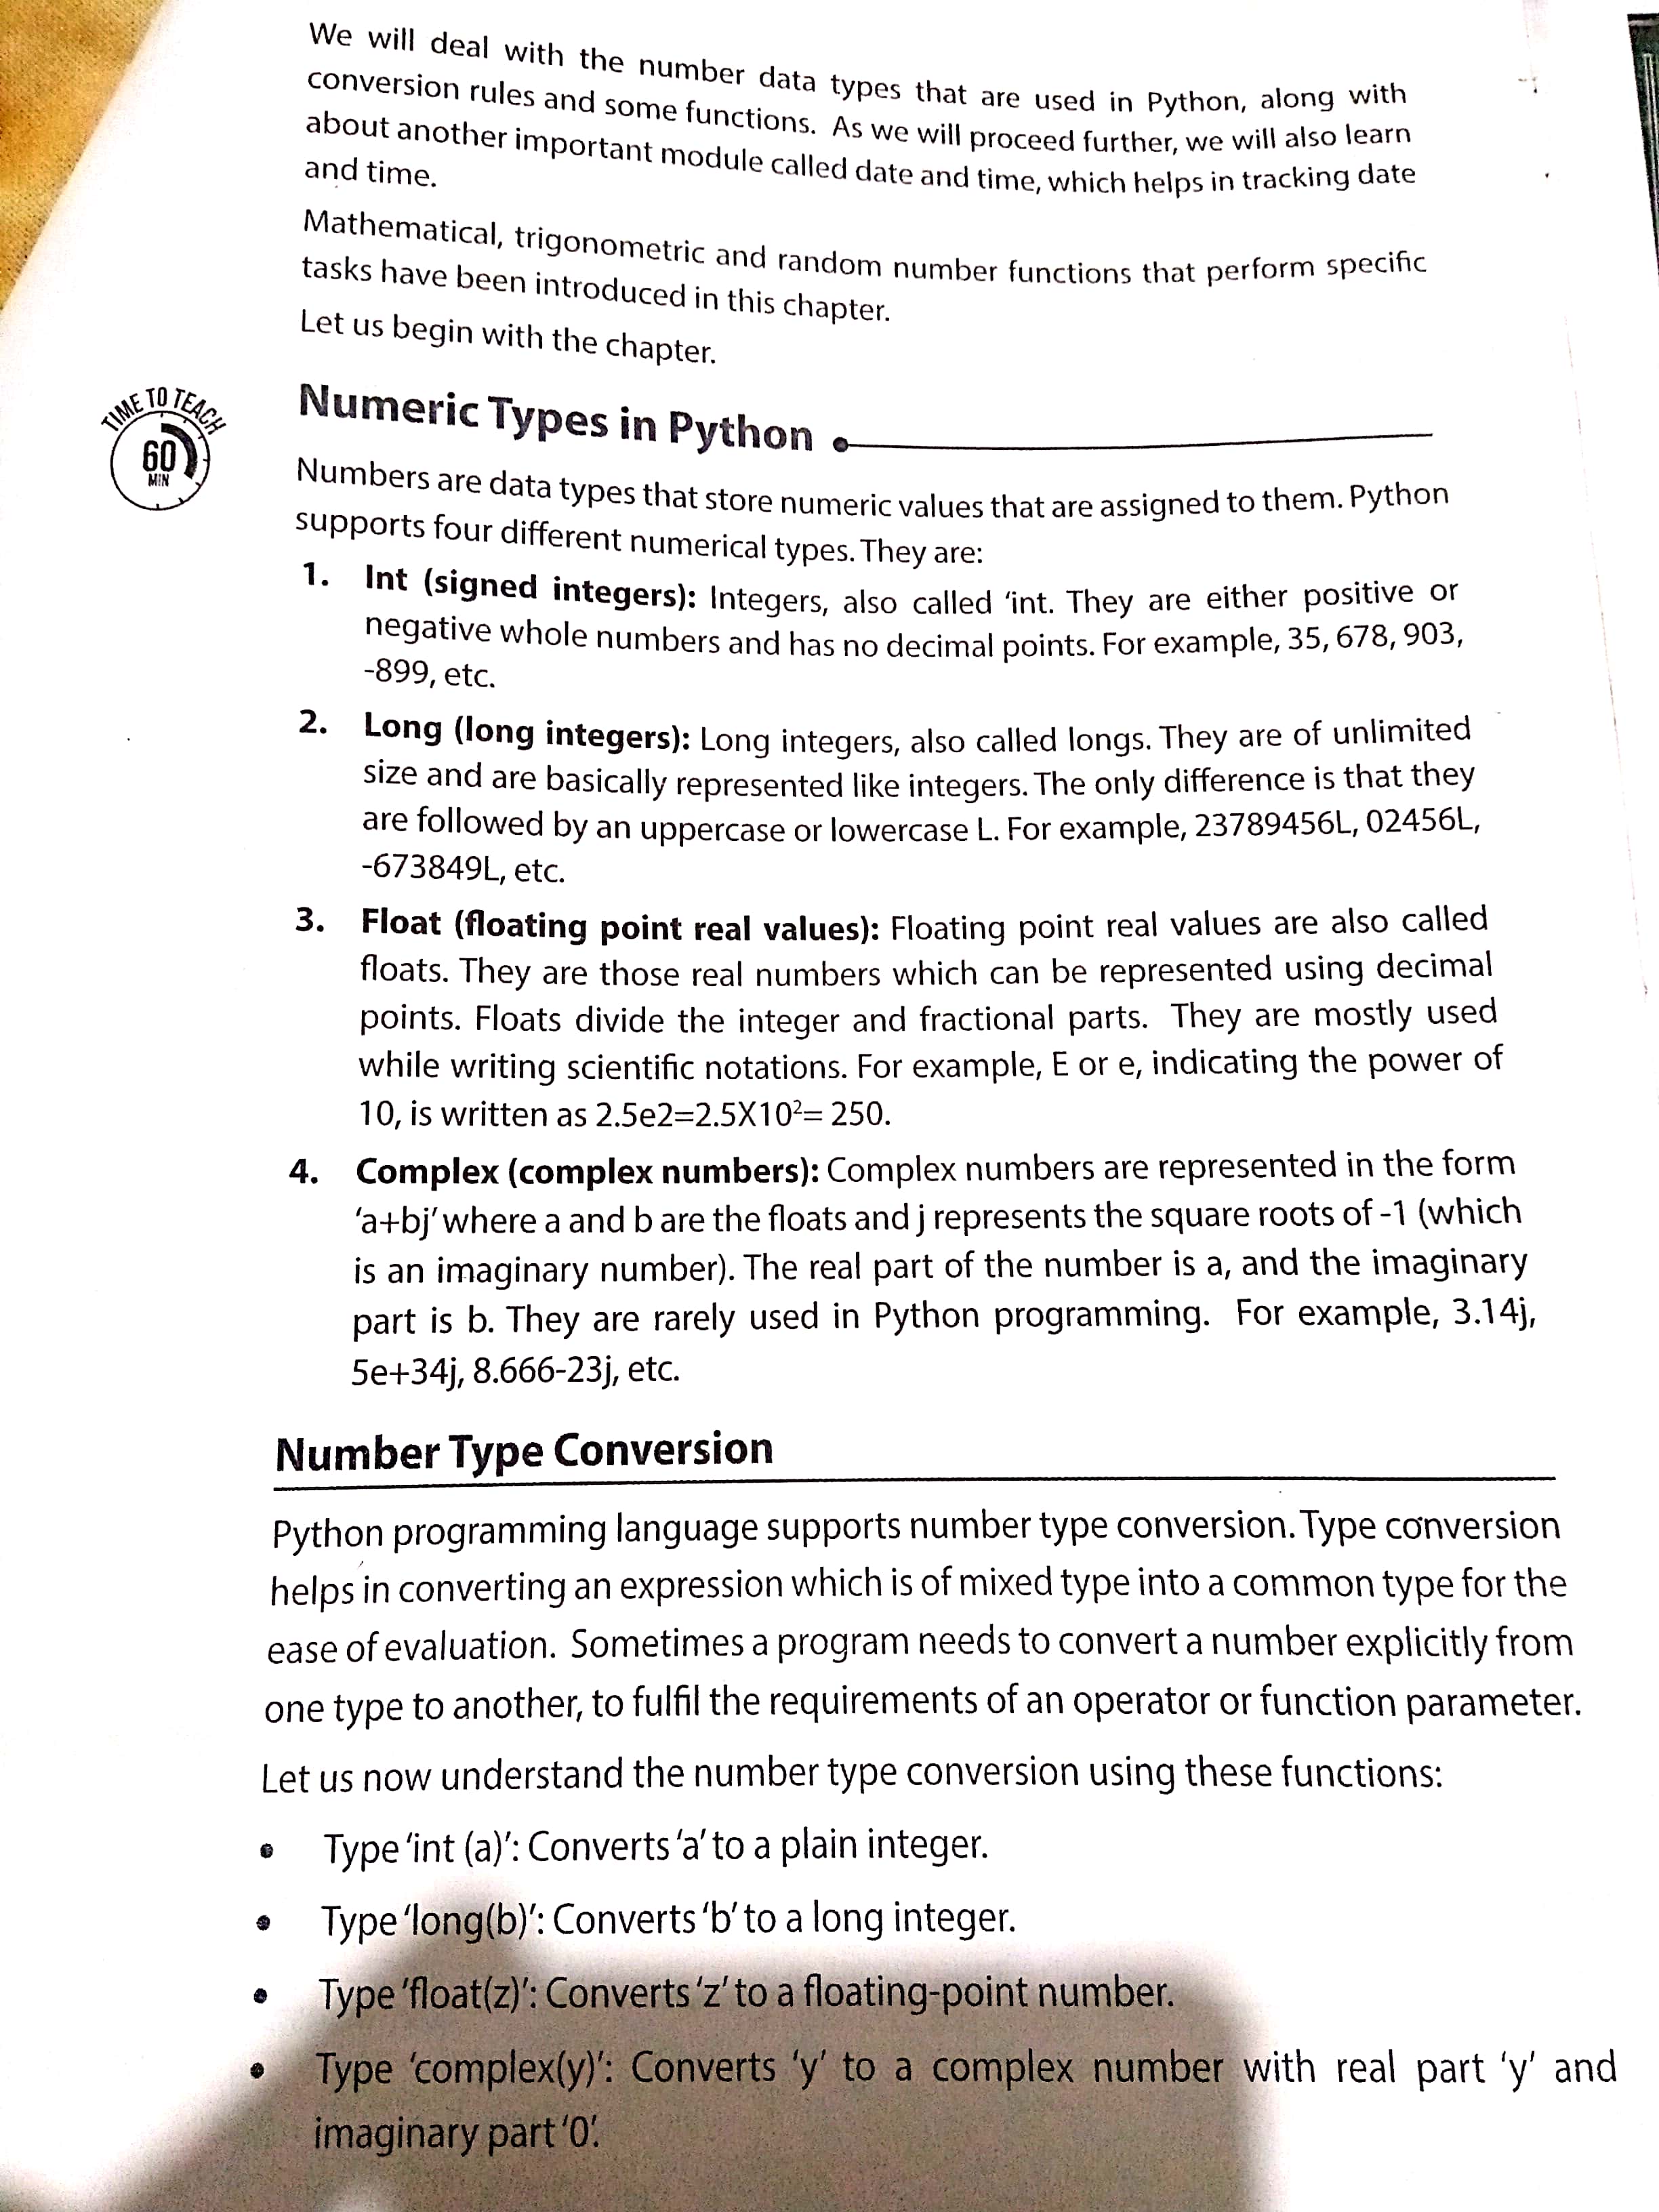 We will deal with the number data types that are used in Python, along with
conversion rules and some functions. As we will proceed further, we will also learn
about another important module called date and time, which helps in tracking date
and time.
Mathematical, trigonometric and random number functions that perform specific
tasks have been introduced in this chapter.
Let us begin with the chapter.
TIME TO TEACH
60
MIN
Numeric Types in Python
Numbers are data types that store numeric values that are assigned to them. Python
supports four different numerical types. They are:
1. Int (signed integers): Integers, also called ‘int. They are either positive or
negative whole numbers and has no decimal points. For example, 35, 678, 903,
-899, etc.
2. Long (long integers): Long integers, also called longs. They are of unlimited
size and are basically represented like integers. The only difference is that they
are followed by an uppercase or lowercase L. For example, 23789456L, 02456L,
-673849L, etc.
3. Float (floating point real values): Floating point real values are also called
floats. They are those real numbers which can be represented using decimal
points. Floats divide the integer and fractional parts. They are mostly used
while writing scientific notations. For example, E or e, indicating the power of
10, is written as 2.5e2=2.5X10²= 250.
4. Complex (complex numbers): Complex numbers are represented in the form
‘a+bj’ where a and b are the floats and j represents the square roots of -1 (which
is an imaginary number). The real part of the number is a, and the imaginary
part is b. They are rarely used in Python programming. For example, 3.14j,
5e+34j, 8.666-23j, etc.
Number Type Conversion
Python programming language supports number type conversion. Type conversion
helps in converting an expression which is of mixed type into a common type for the
ease of evaluation. Sometimes a program needs to convert a number explicitly from
one type to another, to fulfil the requirements of an operator or function parameter.
Let us now understand the number type conversion using these functions:
• Type ‘int (a)’: Converts ‘a’ to a plain integer.
• Type ‘long(b)’: Converts ‘b’ to a long integer.
• Type ‘float(z)’: Converts ‘z’ to a floating-point number.
• Type ‘complex(y)’: Converts ‘y’ to a complex number with real part ‘y’ and
imaginary part ‘0’.